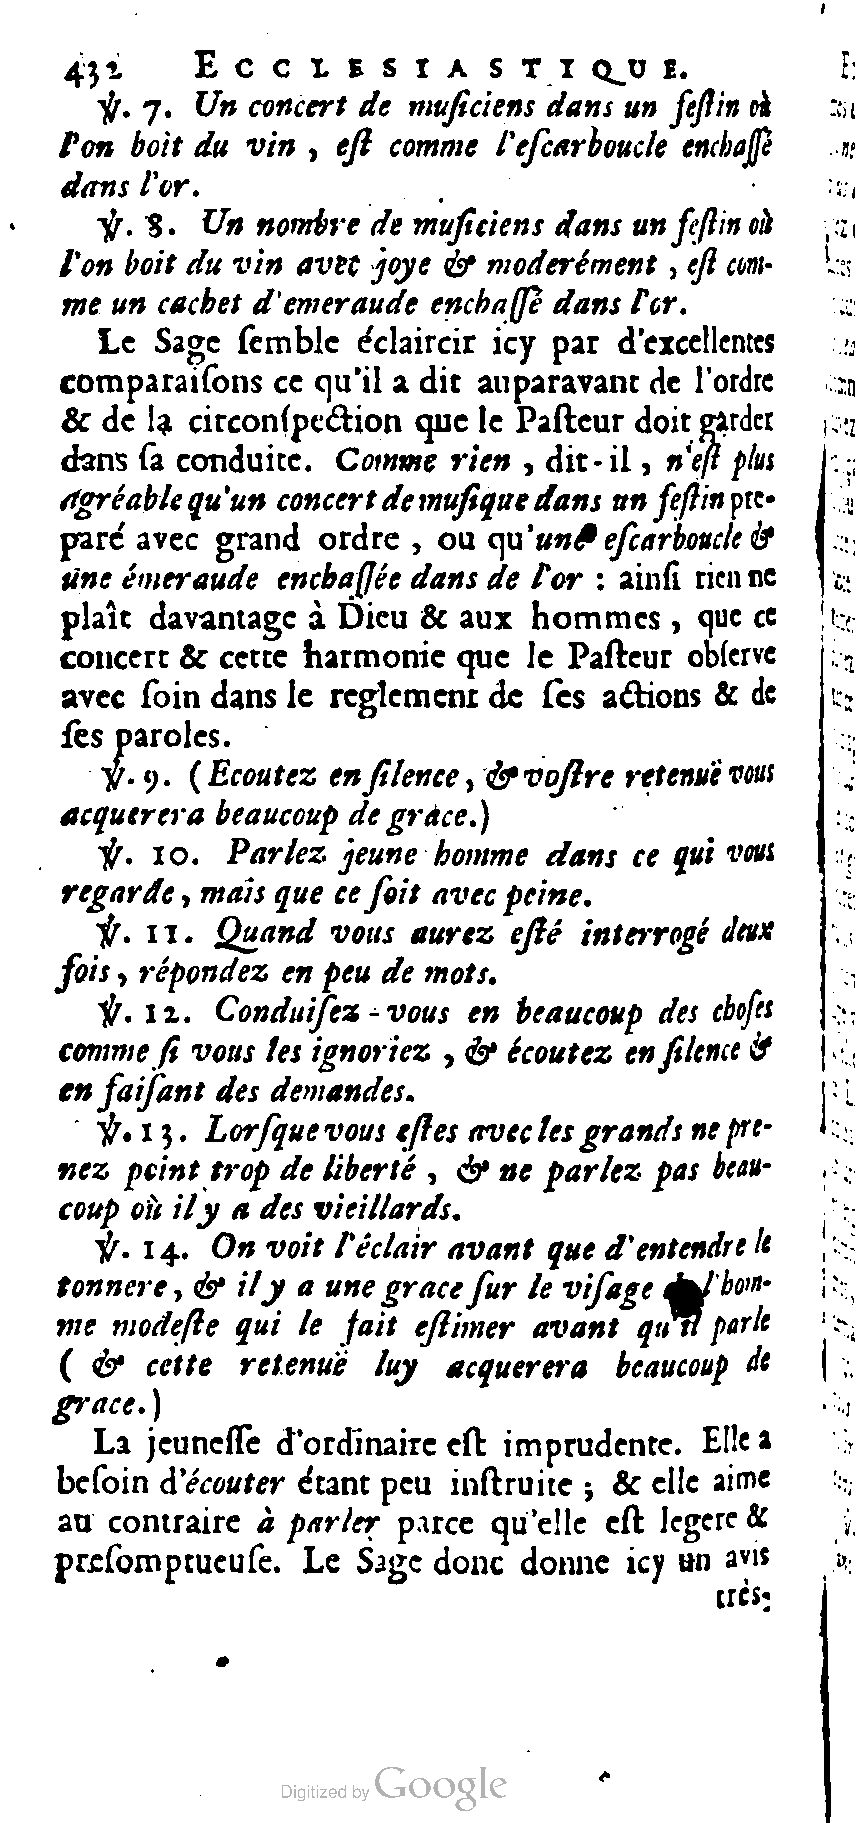 432 ECCLESIASTIQUE.
℣. 7. Un concert de muſiciens dans un feſtin où
l'on boit du vin , eſt comme l'eſcarboucle enchaſſé
dans l'or.
℣. 8. Un nombre de muſiciens dans un feſtin où
l'on boit du vin avec joye & moderément , eſt com-
me un cachet d'emeraude enchaſſé dans l'or.
Le Sage ſemble éclaircir icy par d'excellentes
comparaiſons ce qu'il a dit auparavant de l'ordre
& de la circonſpection que le Paſteur doit garder
dans ſa conduite. Comme rien , dit-il , n'eſt plus
agréable qu'un concert de muſique dans un feſtin pre-
paré avec grand ordre , ou qu'une eſcarboucle &
une émeraude enchaſſée dans de l'or : ainſi rien ne
plaît davantage à Dieu & aux hommes , que ce
concert & cette harmonie que le Paſteur obſerve
avec ſoin dans le reglement de ſes actions & de
ſes paroles.
℣. 9. (Ecoutez en ſilence, & voſtre retenuë vous
acquerera beaucoup de grace.)
℣. 10. Parlez jeune homme dans ce qui vous
regarde , mais que ce ſoit avec peine.
℣. 11. Quand vous aurez eſté interrogé deux
fois , répondez en peu de mots.
℣. 12. Conduiſez-vous en beaucoup des choſes
comme ſi vous les ignoriez , & écoutez en ſilence &
en faiſant des demandes.
℣. 13. Lorſque vous eſtes avec les grands ne pre-
nez point trop de liberté , & ne parlez pas beau-
coup où il y a des vieillards.
℣. 14. On voit l'éclair avant que d'entendre le
tonnere , & il y a une grace ſur le viſage l'hom-
me modeſte qui le fait eſtimer avant qu'il parle
( & cette retenuë luy acquerera beaucoup de
grace.)
La jeuneſſe d'ordinaire eſt imprudente. Elle a
beſoin d'écouter étant peu inſtruite ; & elle aime
au contraire à parler parce qu'elle eſt legere &
preſomptueuſe. Le Sage donc donne icy un avis
très-
Digitized by Google